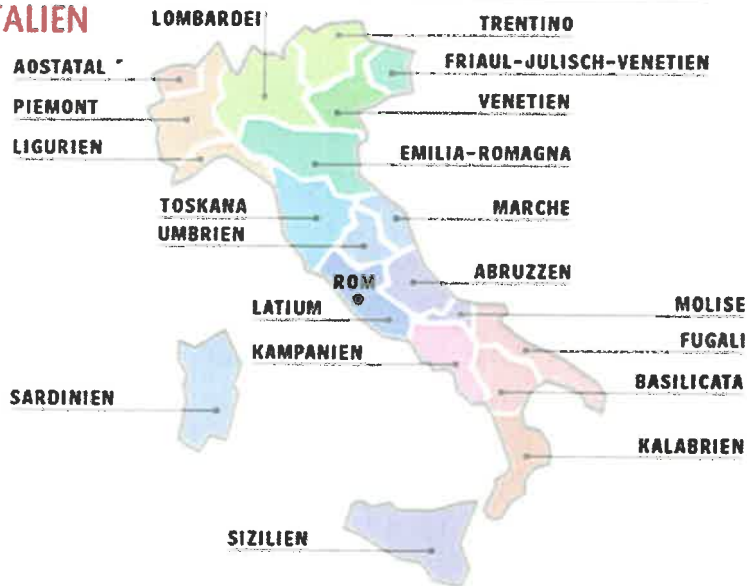 TALIEN
LOMBARDEI
TRENTINO
AOSTATAL
FRIAUL-JULISCH-VENETIEN
PIEMONT
VENETIEN
LIGURIEN
EMILIA-ROMAGNA
TOSKANA
MARCHE
UMBRIEN
ABRUZZEN
ROM
LATIUM
MOLISE
KAMPANIEN
FUGALI
BASILICATA
SARDINIEN
KALABRIEN
SIZILIEN